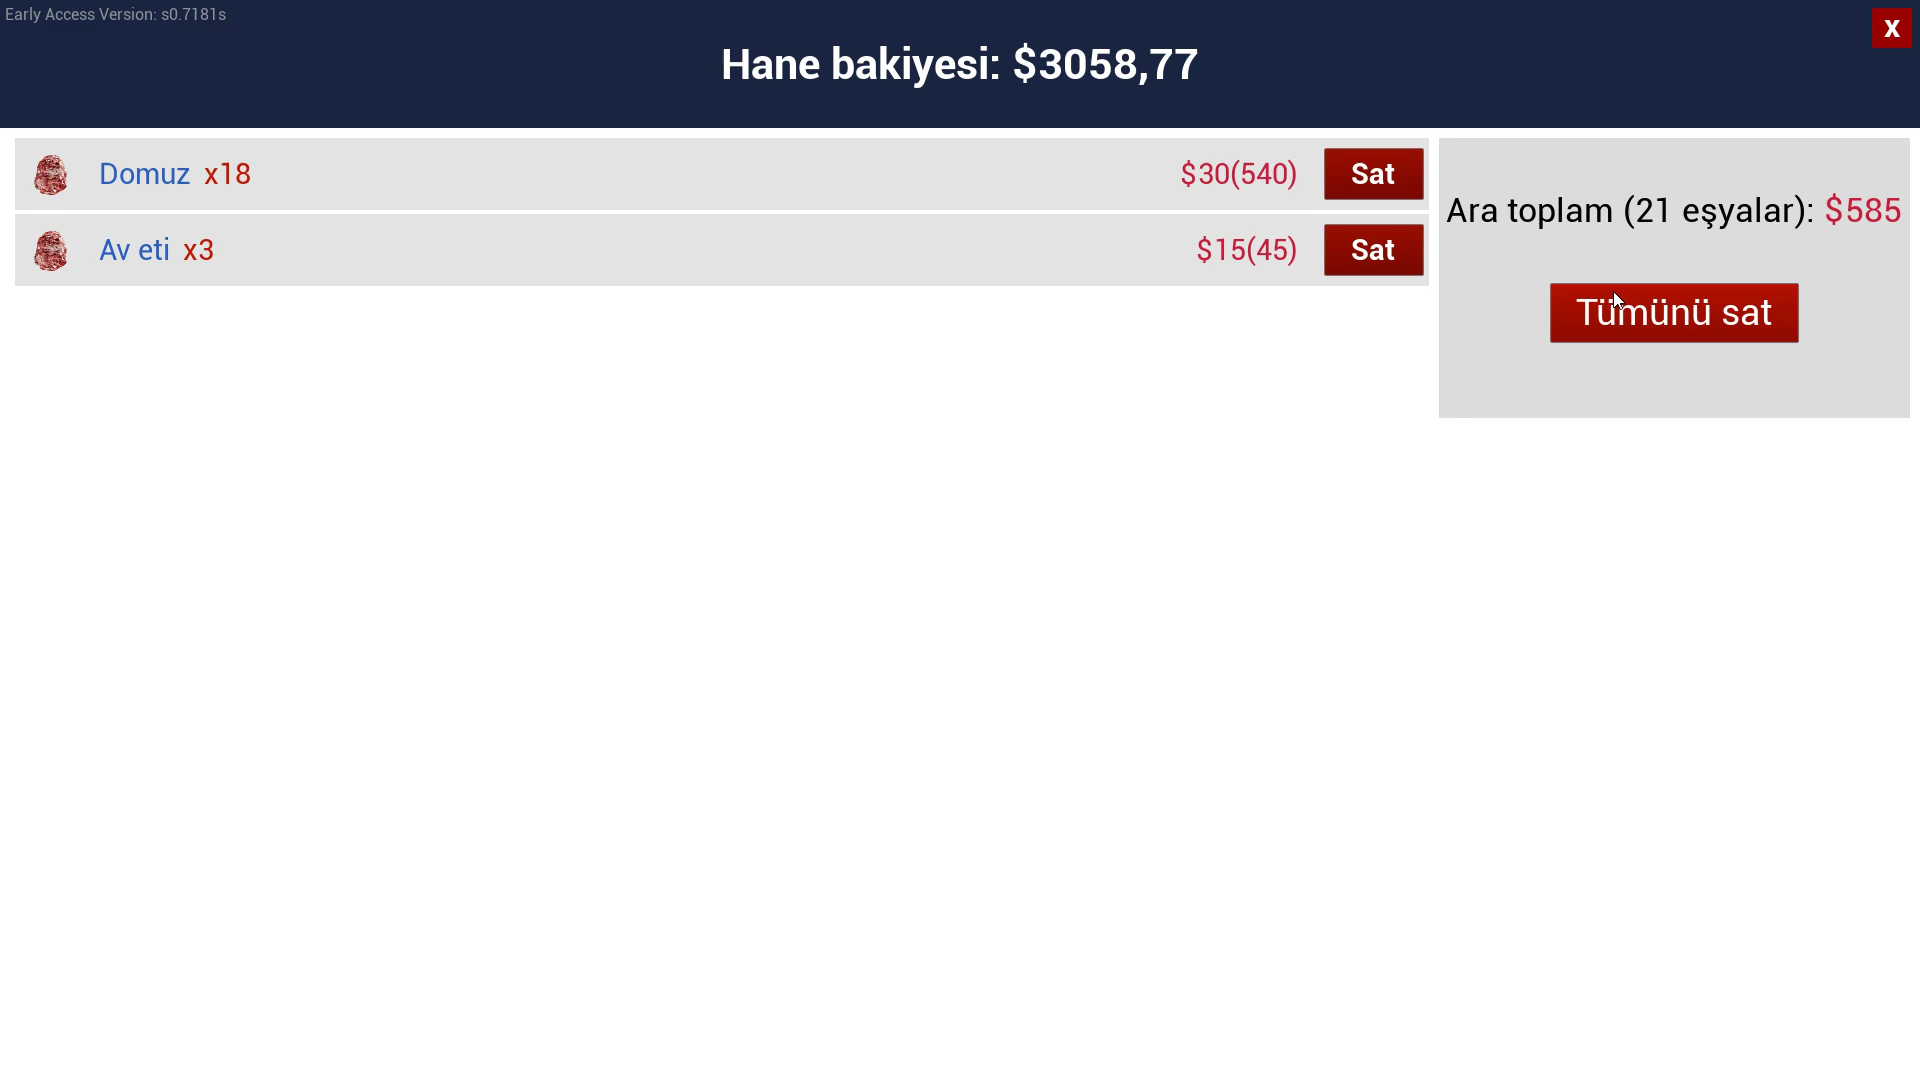 Early Access Version: s0.7181s
X
Hane bakiyesi: $3058,77
Domuz x18 $30(540) Sat
Av eti x3 $15(45) Sat
Ara toplam (21 eşyalar): $585
Tümünü sat